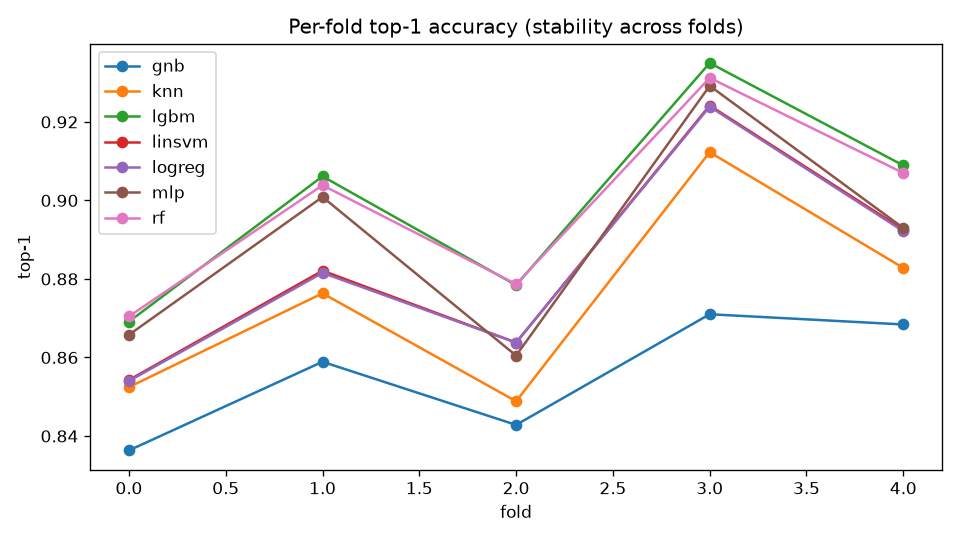 Per-fold top-1 accuracy (stability across folds)
gnb
knn
lgbm
linsvm
logreg
mlp
rf
0.92
0.90
0.88
0.86
0.84
top-1
0.0 0.5 1.0 1.5 2.0 2.5 3.0 3.5 4.0
fold